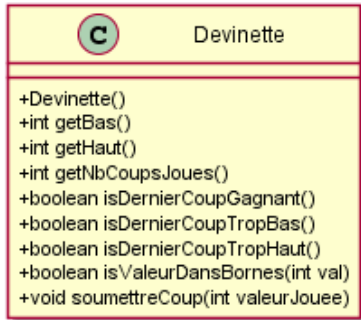 C Devinette
+Devinette()
+int getBas()
+int getHaut()
+int getNbCoupsJoues()
+boolean isDernierCoupGagnant()
+boolean isDernierCoupTropBas()
+boolean isDernierCoupTropHaut()
+boolean isValeurDansBornes(int val)
+void soumettreCoup(int valeurJouee)